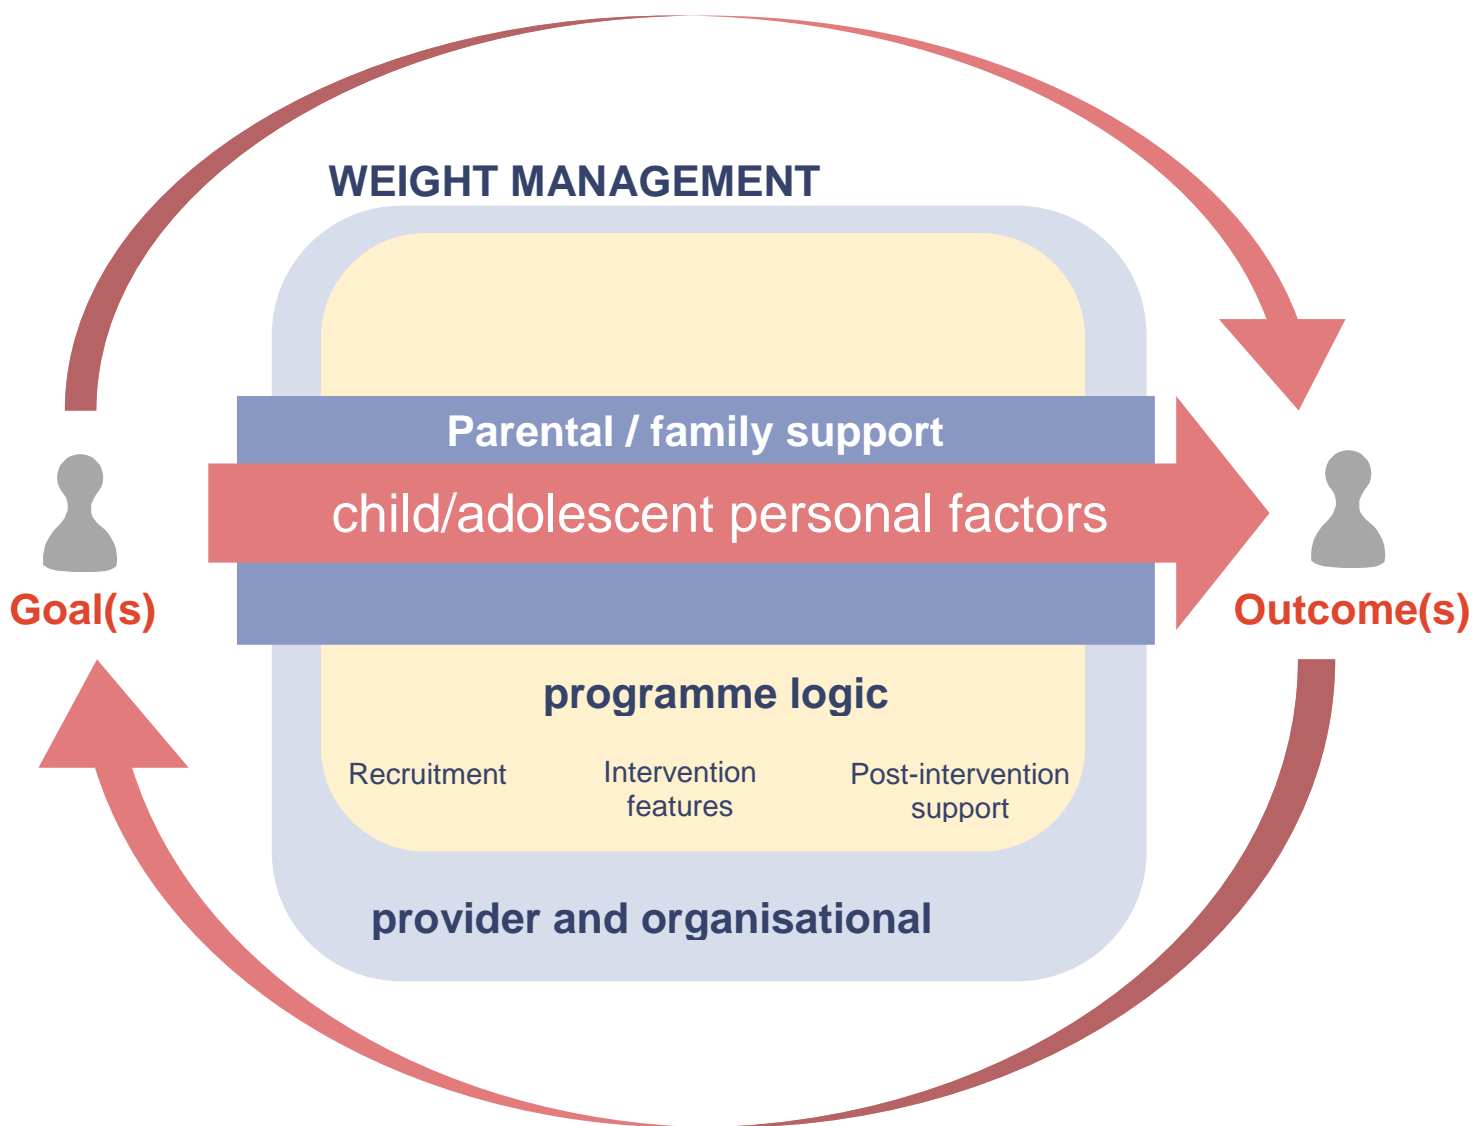 WEIGHT MANAGEMENT
Parental / family support
child/adolescent personal factors
Goal(s)
Outcome(s)
programme logic
Recruitment
Intervention
features
Post-intervention
support
provider and organisational